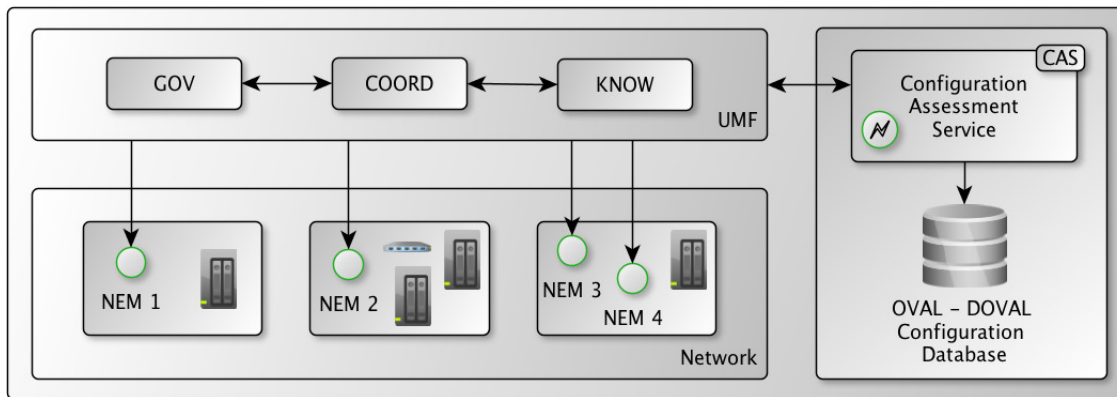 GOV
COORD
KNOW
UMF
CAS
Configuration
Assessment
Service
NEM 1
NEM 2
NEM 3
NEM 4
Network
OVAL - DOVAL
Configuration
Database